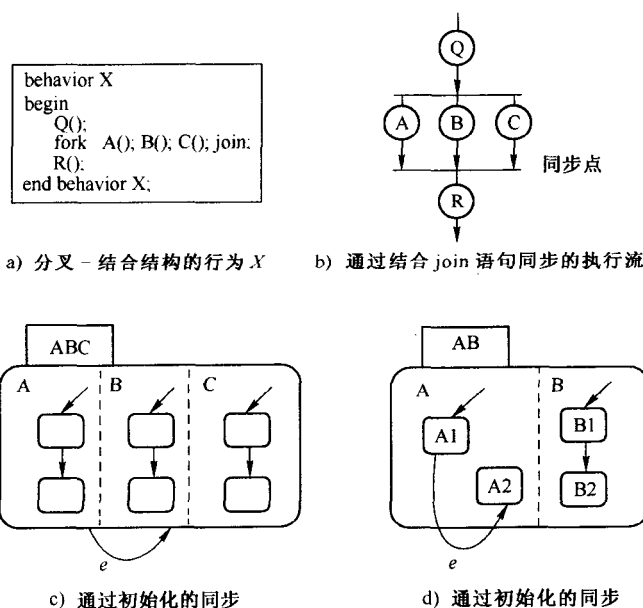 behavior X
begin
Q();
fork A(); B(); C(); join;
R();
end behavior X;
Q
A
B
C
同步点
R
a) 分叉-结合结构的行为 X
b) 通过结合 join 语句同步的执行流
ABC
A
B
C
e
c) 通过初始化的同步
AB
A
B
A1
B1
A2
B2
e
d) 通过初始化的同步